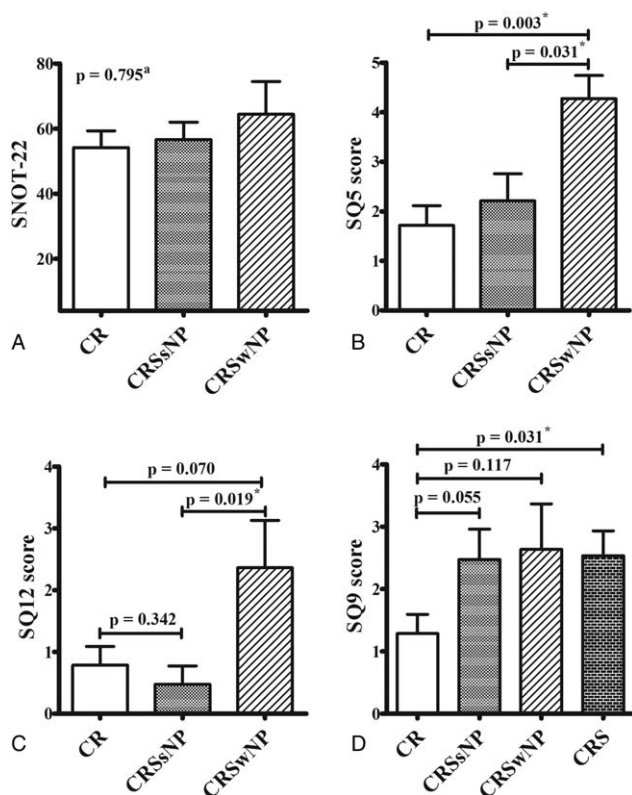 p = 0.795ᵃ
SNOT-22
80
60
40
20
CR
CRSsNP
CRSwNP
A
p = 0.003*
p = 0.031*
SQ5 score
5
4
3
2
1
0
CR
CRSsNP
CRSwNP
B
p = 0.070
p = 0.019*
p = 0.342
SQ12 score
4
3
2
1
0
CR
CRSsNP
CRSwNP
C
p = 0.031*
p = 0.117
p = 0.055
SQ9 score
4
3
2
1
0
CR
CRSsNP
CRSwNP
CRS
D